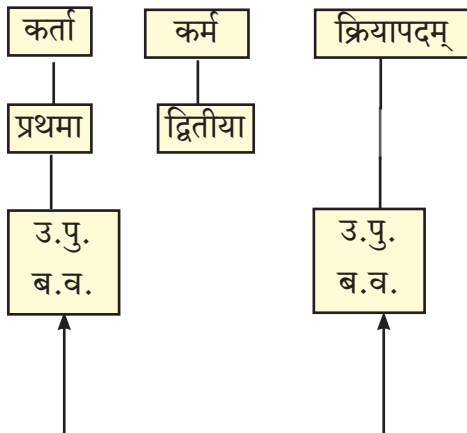 कर्ता कर्म क्रियापदम्
प्रथमा द्वितीया
उ.पु. उ.पु.
ब.व. ब.व.